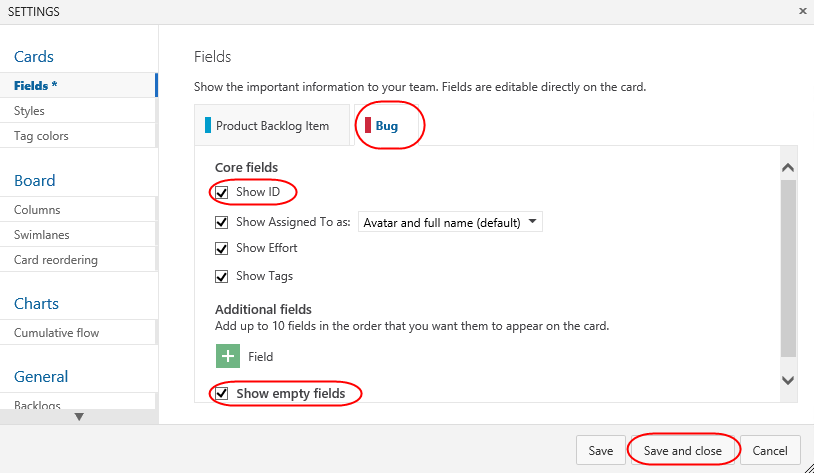 SETTINGS
Cards
Fields *
Styles
Tag colors
Board
Columns
Swimlanes
Card reordering
Charts
Cumulative flow
General
Backlogs
Fields
Show the important information to your team. Fields are editable directly on the card.
Product Backlog Item
Bug
Core fields
Show ID
Show Assigned To as: Avatar and full name (default)
Show Effort
Show Tags
Additional fields
Add up to 10 fields in the order that you want them to appear on the card.
Field
Show empty fields
Save
Save and close
Cancel